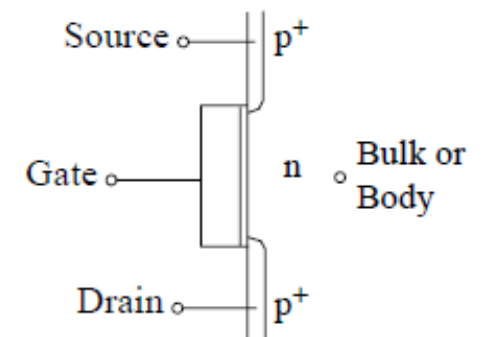 Source
p+
Gate
n
Bulk or
Body
Drain
p+